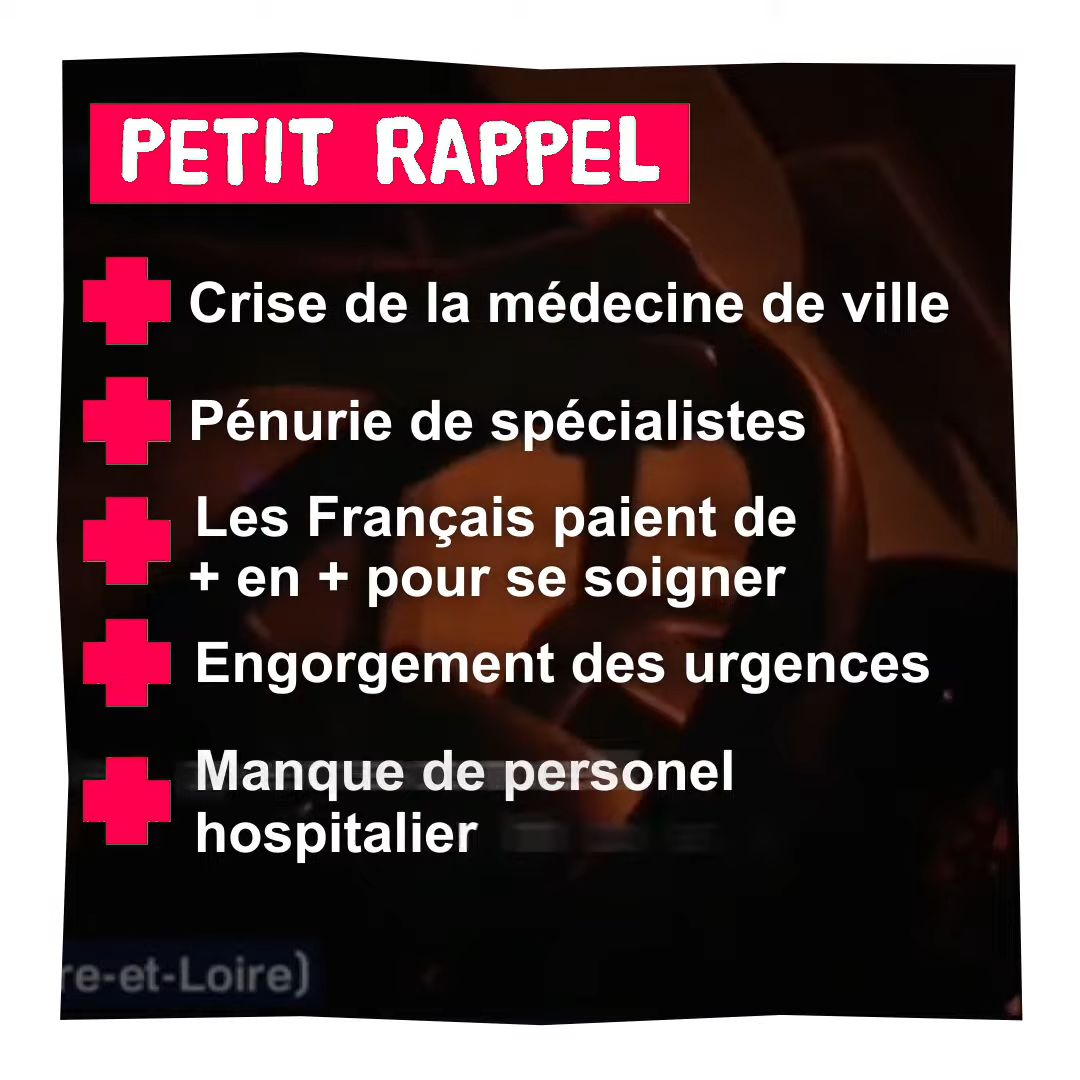 PETIT RAPPEL
Crise de la médecine de ville
Pénurie de spécialistes
Les Français paient de
+ en + pour se soigner
Engorgement des urgences
Manque de personel
hospitalier
re-et-Loire)